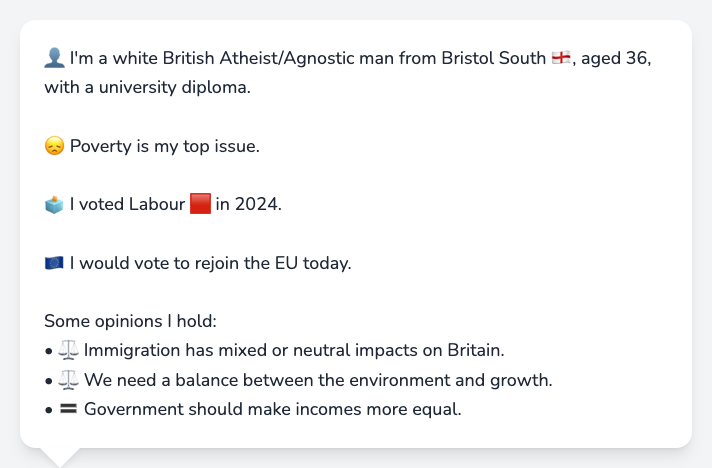 👤 I'm a white British Atheist/Agnostic man from Bristol South 🏴󠁧󠁢󠁥󠁮󠁧󠁿, aged 36,
with a university diploma.
😞 Poverty is my top issue.
🗳️ I voted Labour 🟥 in 2024.
🇪🇺 I would vote to rejoin the EU today.
Some opinions I hold:
• ⚖️ Immigration has mixed or neutral impacts on Britain.
• ⚖️ We need a balance between the environment and growth.
• 🟰 Government should make incomes more equal.